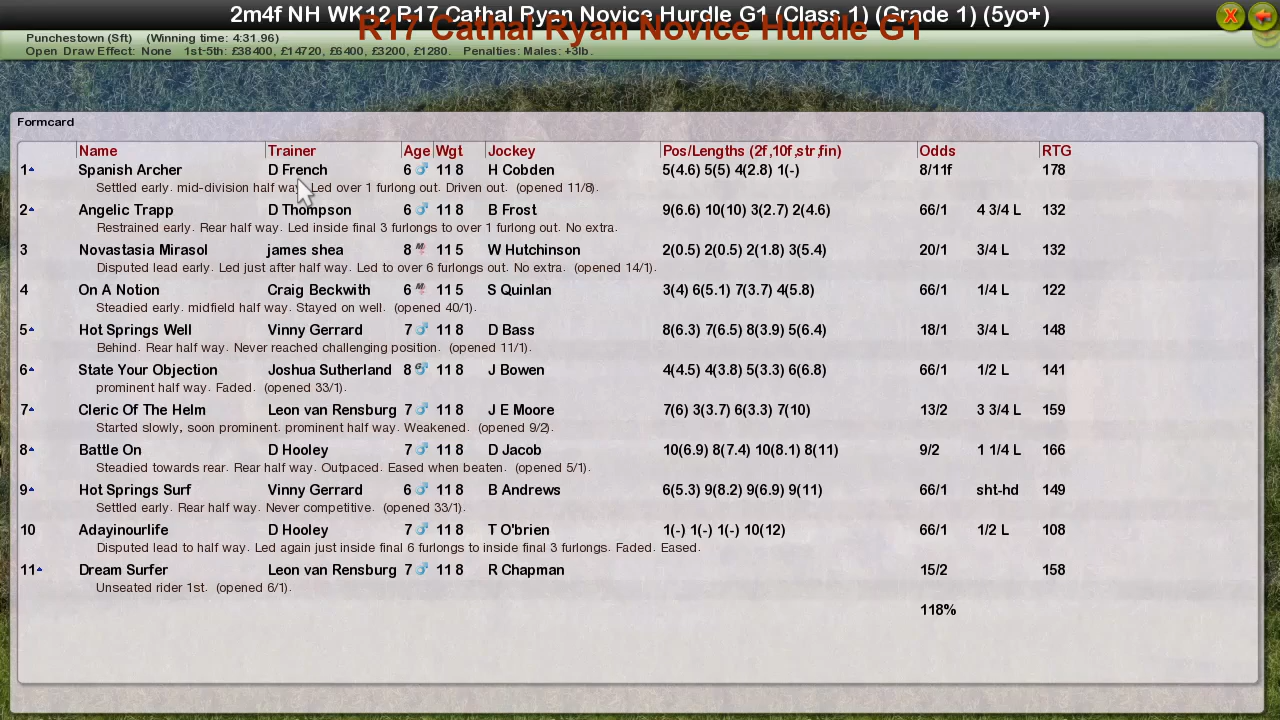 2m4f NH WK12 R17 Cathal Ryan Novice Hurdle G1 (Class 1) (Grade 1) (5yo+)
R17 Cathal Ryan Novice Hurdle G1
Punchestown (Sft) (Winning time: 4:31.96)
Open Draw Effect: None 1st-5th: £38400, £14720, £6400, £3200, £1280. Penalties: Males: +3lb.
Formcard
Name Trainer Age Wgt Jockey Pos/Lengths (2f,10f,str,fin) Odds RTG
1 Spanish Archer D French 6 11 8 H Cobden 5(4.6) 5(5) 4(2.8) 1(-) 8/11f 178
Settled early. mid-division half way. Led over 1 furlong out. Driven out. (opened 11/8).
2 Angelic Trapp D Thompson 6 11 8 B Frost 9(6.6) 10(10) 3(2.7) 2(4.6) 66/1 4 3/4 L 132
Restrained early. Rear half way. Led inside final 3 furlongs to over 1 furlong out. No extra.
3 Novastasia Mirasol james shea 8 11 5 W Hutchinson 2(0.5) 2(0.5) 2(1.8) 3(5.4) 20/1 3/4 L 132
Disputed lead early. Led just after half way. Led to over 6 furlongs out. No extra. (opened 14/1).
4 On A Notion Craig Beckwith 6 11 5 S Quinlan 3(4) 6(5.1) 7(3.7) 4(5.8) 66/1 1/4 L 122
Steadied early. midfield half way. Stayed on well. (opened 40/1).
5 Hot Springs Well Vinny Gerrard 7 11 8 D Bass 8(6.3) 7(6.5) 8(3.9) 5(6.4) 18/1 3/4 L 148
Behind. Rear half way. Never reached challenging position. (opened 11/1).
6 State Your Objection Joshua Sutherland 8 11 8 J Bowen 4(4.5) 4(3.8) 5(3.3) 6(6.8) 66/1 1/2 L 141
prominent half way. Faded. (opened 33/1).
7 Cleric Of The Helm Leon van Rensburg 7 11 8 J E Moore 7(6) 3(3.7) 6(3.3) 7(10) 13/2 3 3/4 L 159
Started slowly, soon prominent. prominent half way. Weakened. (opened 9/2).
8 Battle On D Hooley 7 11 8 D Jacob 10(6.9) 8(7.4) 10(8.1) 8(11) 9/2 1 1/4 L 166
Steadied towards rear. Rear half way. Outpaced. Eased when beaten. (opened 5/1).
9 Hot Springs Surf Vinny Gerrard 6 11 8 B Andrews 6(5.3) 9(8.2) 9(6.9) 9(11) 66/1 sht-hd 149
Settled early. Rear half way. Never competitive. (opened 33/1).
10 Adayinourlife D Hooley 7 11 8 T O'brien 1(-) 1(-) 1(-) 10(12) 66/1 1/2 L 108
Disputed lead to half way. Led again just inside final 6 furlongs to inside final 3 furlongs. Faded. Eased.
11 Dream Surfer Leon van Rensburg 7 11 8 R Chapman 15/2 158
Unseated rider 1st. (opened 6/1).
118%